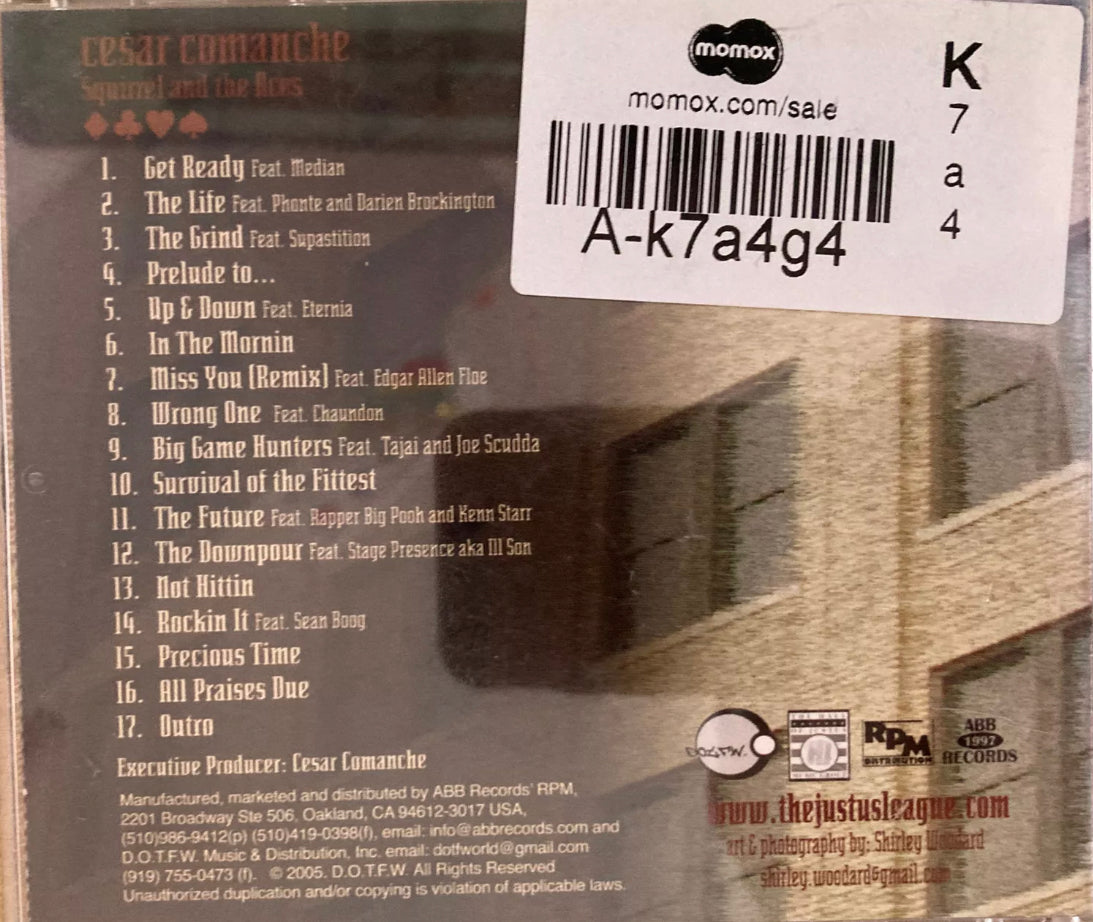 cesar comanche
Squirrel and the Aces
1. Get Ready Feat. Median
2. The Life Feat. Phonte and Darien Brockington
3. The Grind Feat. Supastition
4. Prelude to...
5. Up & Down Feat. Eternia
6. In The Mornin
7. Miss You (Remix) Feat. Edgar Allen Floe
8. Wrong One Feat. Chaundon
9. Big Game Hunters Feat. Tajai and Joe Scudda
10. Survival of the Fittest
11. The Future Feat. Rapper Big Pooh and Kenn Starr
12. The Downpour Feat. Stage Presence aka Ill Son
13. Not Hittin
14. Rockin It Feat. Sean Boog
15. Precious Time
16. All Praises Due
17. Outro
Executive Producer: Cesar Comanche
Manufactured, marketed and distributed by ABB Records' RPM,
2201 Broadway Ste 506, Oakland, CA 94612-3017 USA,
(510)986-9412(p) (510)419-0398(f), email: info@abbrecords.com and
D.O.T.F.W. Music & Distribution, Inc. email: dotfworld@gmail.com
(919) 755-0473 (f). © 2005. D.O.T.F.W. All Rights Reserved
Unauthorized duplication and/or copying is violation of applicable laws.
momox
momox.com/sale
A-k7a4g4
K
7
a
4
D.O.T.F.W.
RPM
DISTRIBUTION
ABB
1997
RECORDS
www.thejustusleague.com
art & photography by: Shirley Woodard
shirley.woodard@gmail.com